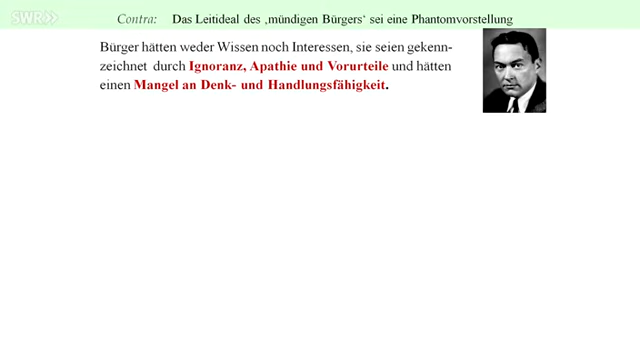 SWR
Contra: Das Leitideal des ‚mündigen Bürgers‘ sei eine Phantomvorstellung
Bürger hätten weder Wissen noch Interessen, sie seien gekenn-
zeichnet durch Ignoranz, Apathie und Vorurteile und hätten
einen Mangel an Denk- und Handlungsfähigkeit.